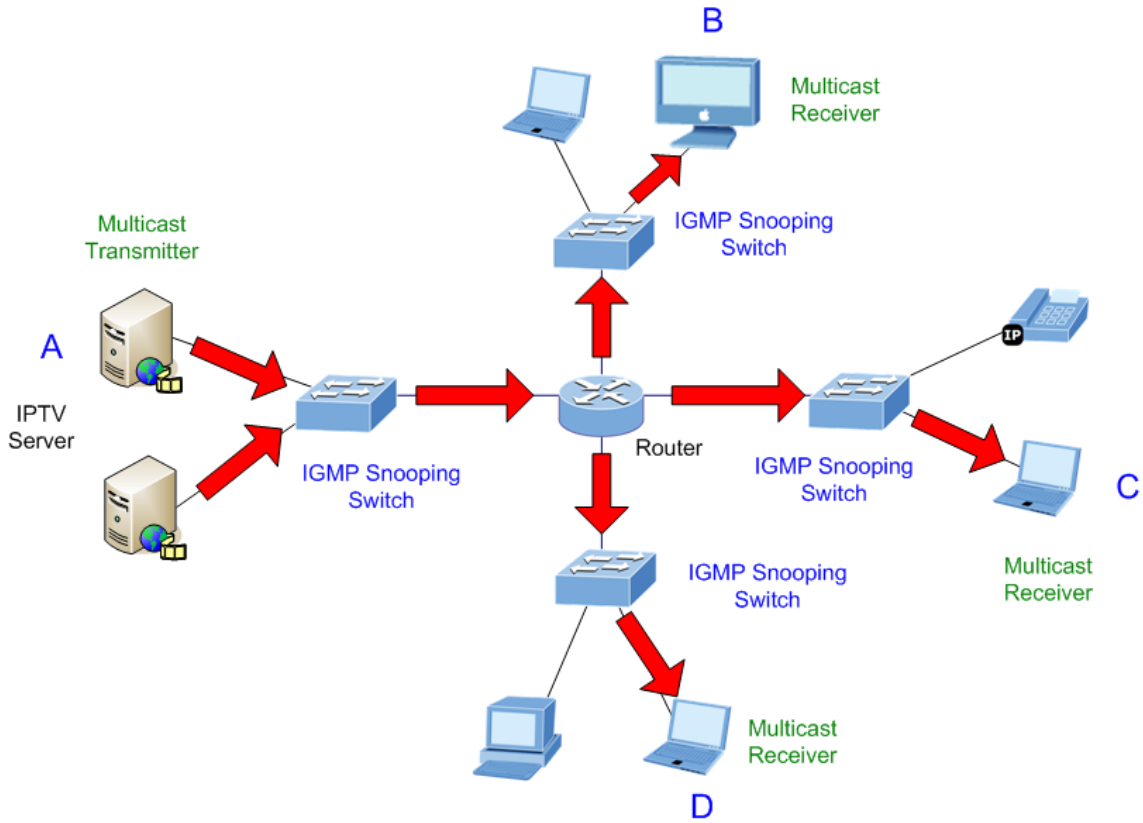 B
Multicast
Receiver
IGMP Snooping
Switch
Multicast
Transmitter
A
IPTV
Server
IGMP Snooping
Switch
Router
IP
IGMP Snooping
Switch
C
Multicast
Receiver
IGMP Snooping
Switch
Multicast
Receiver
D